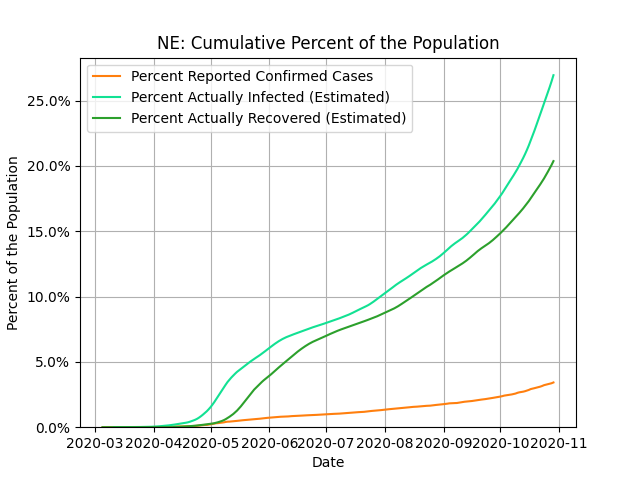 NE: Cumulative Percent of the Population
Percent Reported Confirmed Cases
Percent Actually Infected (Estimated)
Percent Actually Recovered (Estimated)
Percent of the Population
25.0%
20.0%
15.0%
10.0%
5.0%
0.0%
2020-03 2020-04 2020-05 2020-06 2020-07 2020-08 2020-09 2020-10 2020-11
Date